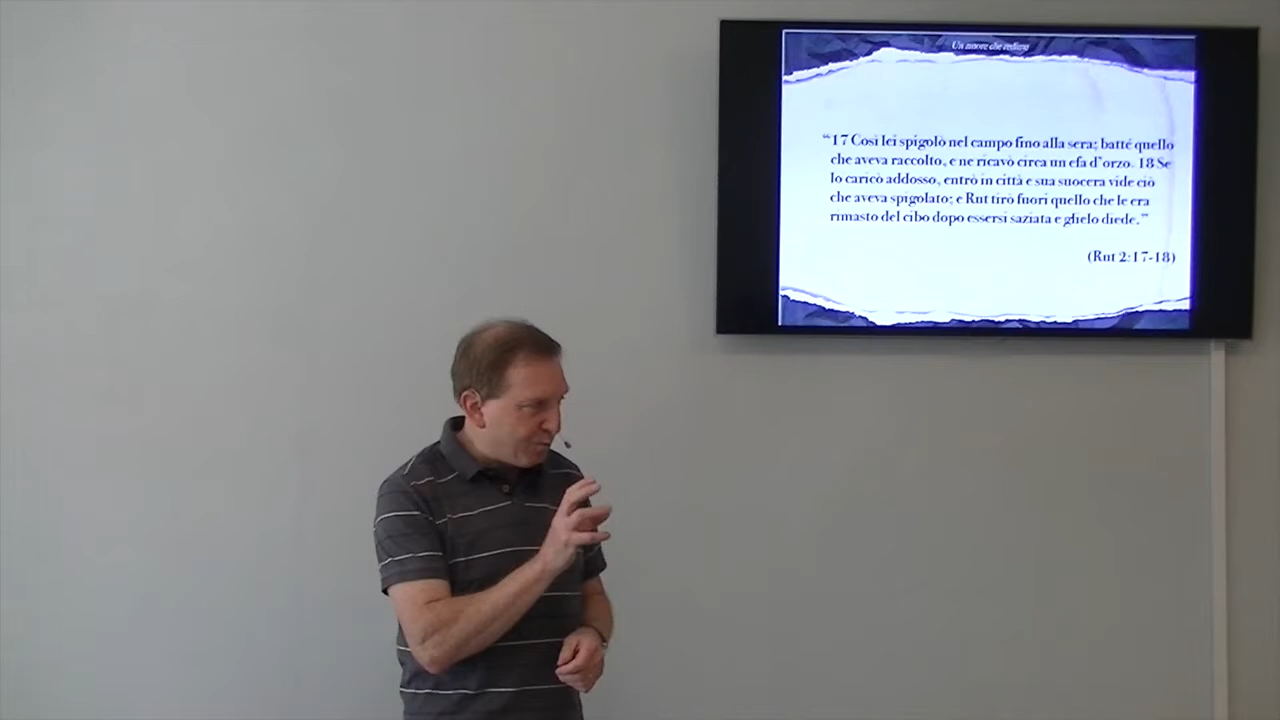 Un amore che redime
“17 Così lei spigolò nel campo fino alla sera; batté quello
che aveva raccolto, e ne ricavò circa un efa d’orzo. 18 Se
lo caricò addosso, entrò in città e sua suocera vide ciò
che aveva spigolato; e Rut tirò fuori quello che le era
rimasto del cibo dopo essersi saziata e glielo diede.”
(Rut 2:17-18)